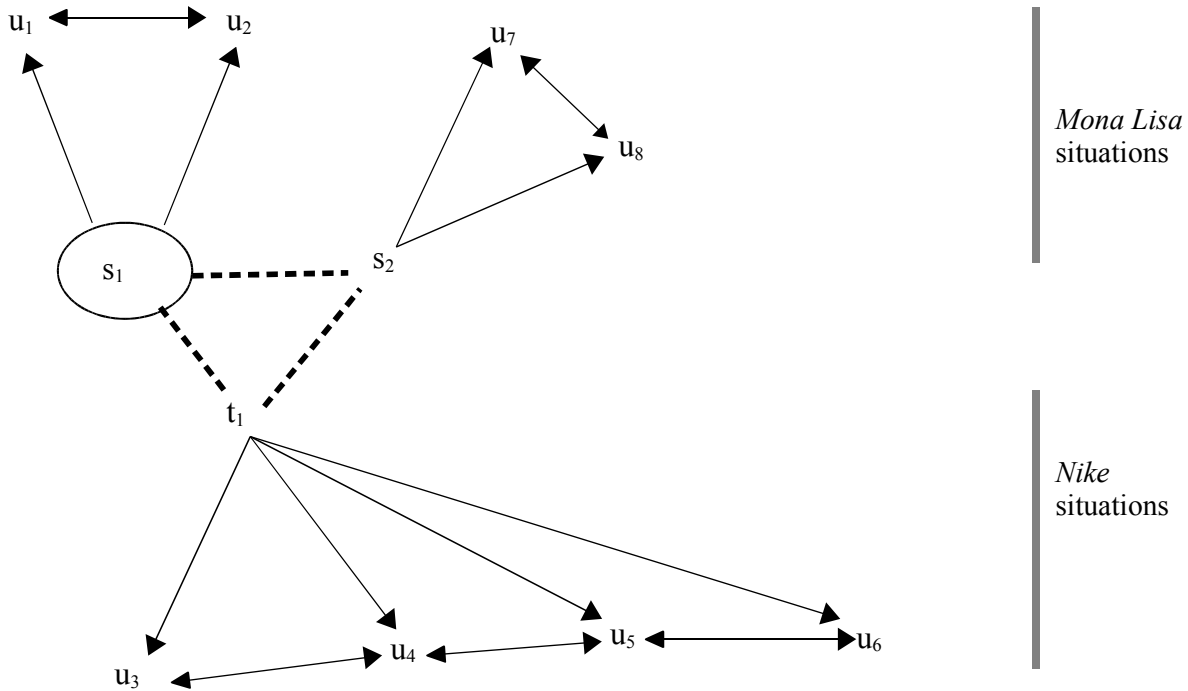 u₁
u₂
u₇
u₈
Mona Lisa
situations
s₁
s₂
t₁
Nike
situations
u₃
u₄
u₅
u₆